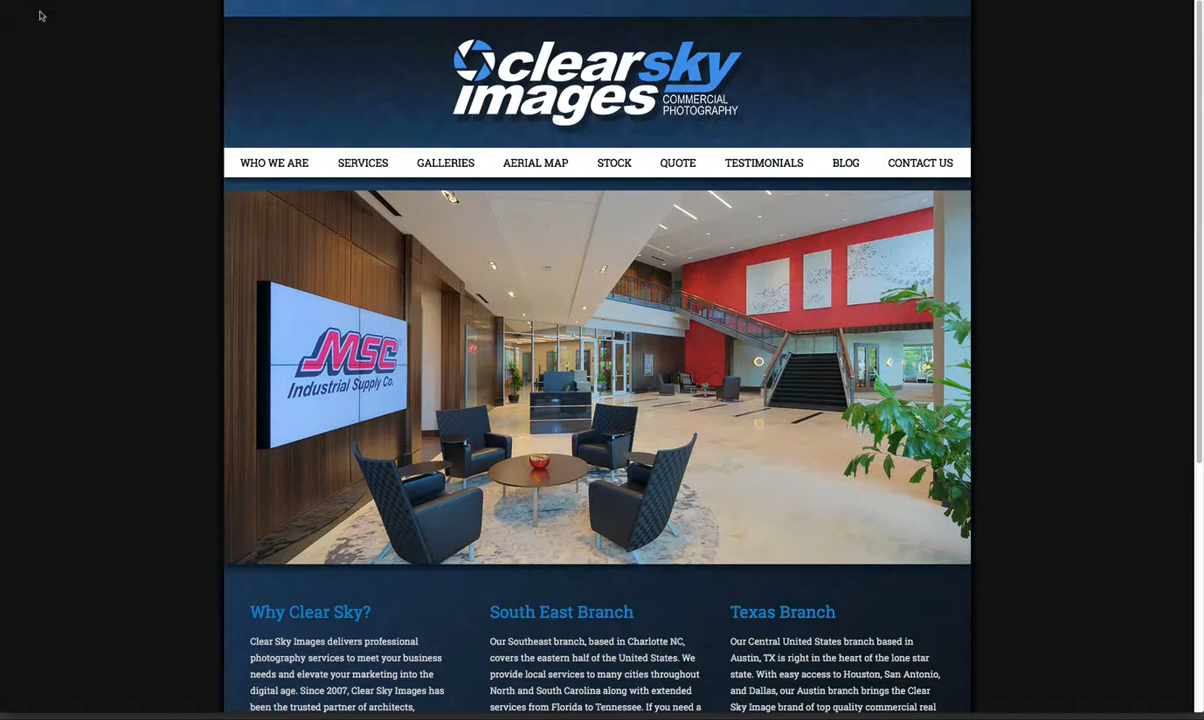 clearsky
images COMMERCIAL
PHOTOGRAPHY
WHO WE ARE SERVICES GALLERIES AERIAL MAP STOCK QUOTE TESTIMONIALS BLOG CONTACT US
MSC
Industrial Supply Co.
Why Clear Sky?
Clear Sky Images delivers professional
photography services to meet your business
needs and elevate your marketing into the
digital age. Since 2007, Clear Sky Images has
been the trusted partner of architects,
South East Branch
Our Southeast branch, based in Charlotte NC,
covers the eastern half of the United States. We
provide local services to many cities throughout
North and South Carolina along with extended
services from Florida to Tennessee. If you need a
Texas Branch
Our Central United States branch based in
Austin, TX is right in the heart of the lone star
state. With easy access to Houston, San Antonio,
and Dallas, our Austin branch brings the Clear
Sky Image brand of top quality commercial real